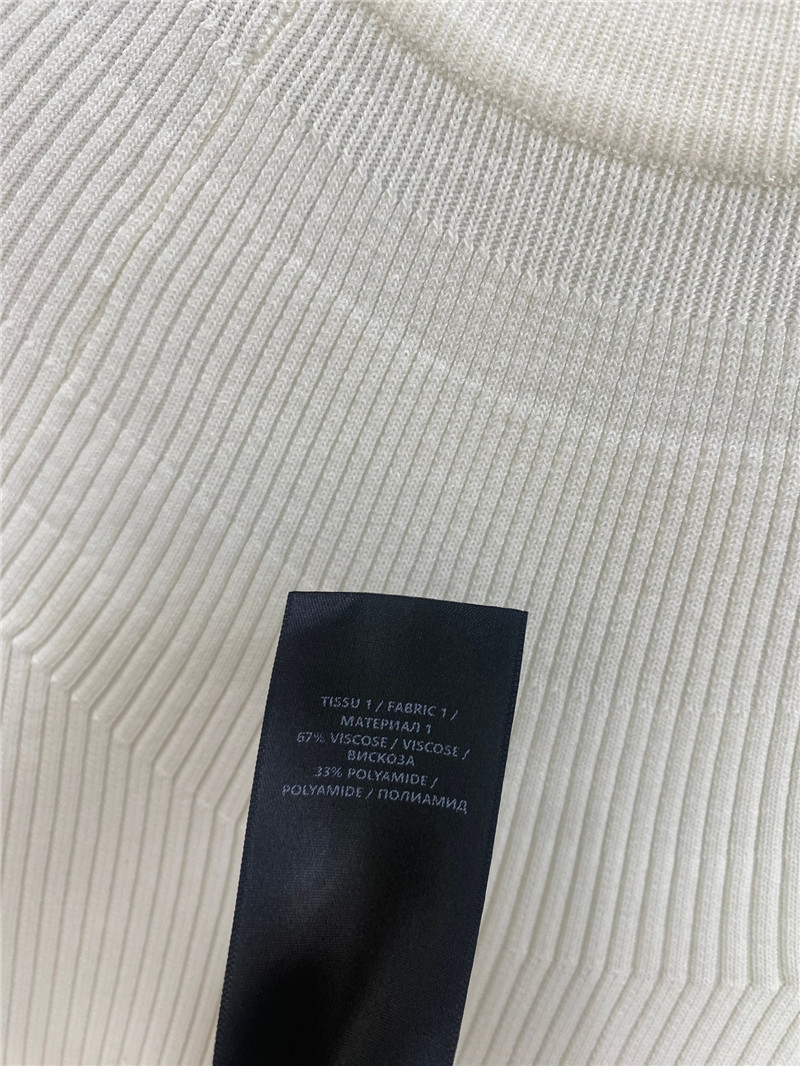 TISSU 1 / FABRIC 1 /
МАТЕРИАЛ 1
67% VISCOSE / VISCOSE /
ВИСКОЗА
33% POLYAMIDE /
POLYAMIDE / ПОЛИАМИД